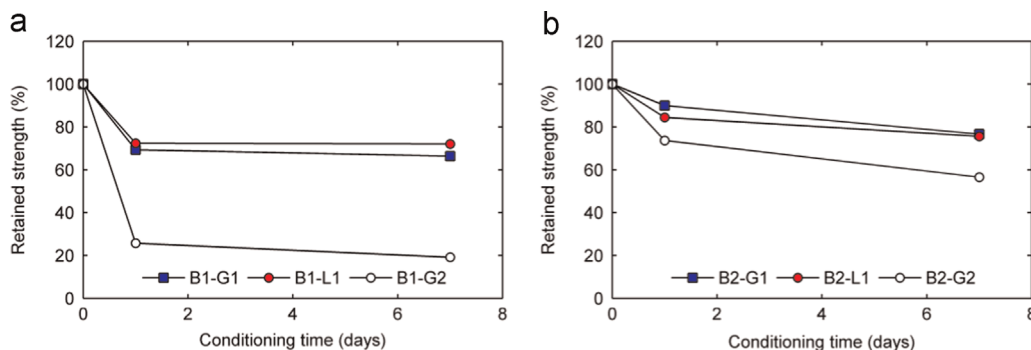 a
120
100
80
60
40
20
0
Retained strength (%)
B1-G1 B1-L1 B1-G2
0 2 4 6 8
Conditioning time (days)
b
120
100
80
60
40
20
0
Retained strength (%)
B2-G1 B2-L1 B2-G2
0 2 4 6 8
Conditioning time (days)